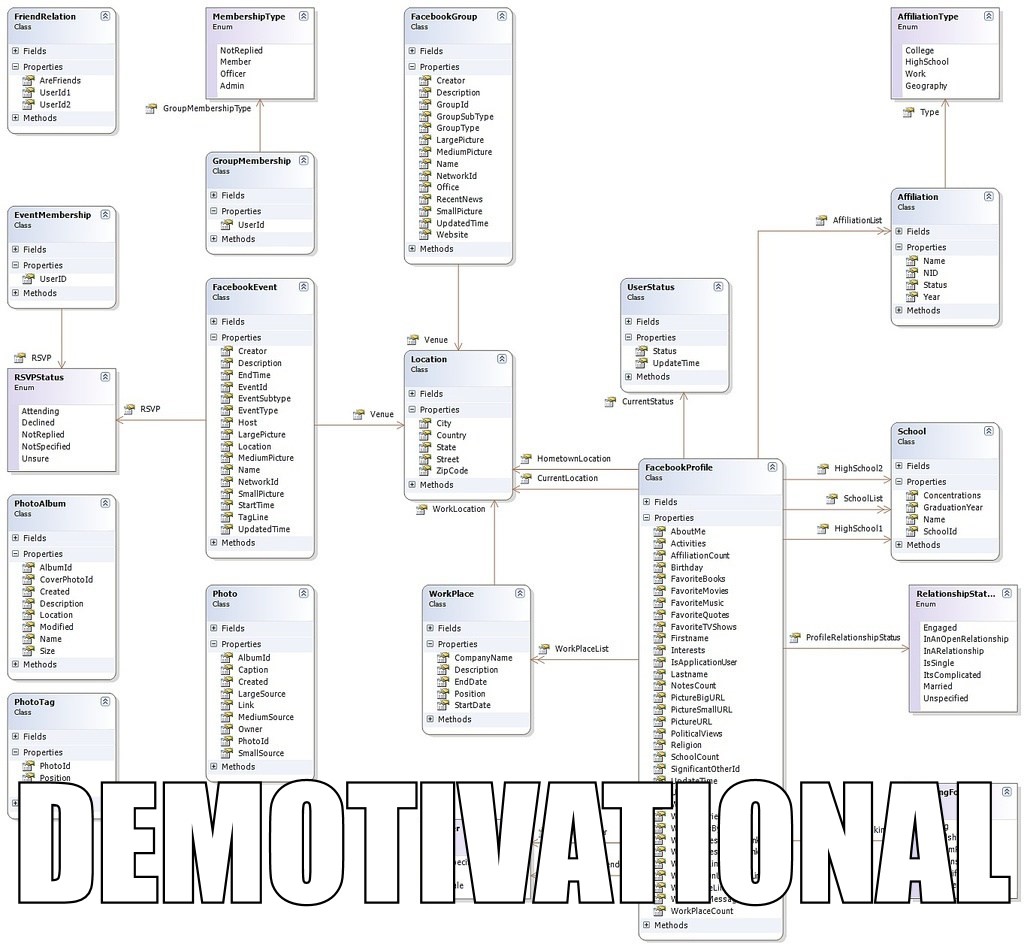 FriendRelation
Class
Fields
Properties
AreFriends
UserId1
UserId2
Methods
MembershipType
Enum
NotReplied
Member
Officer
Admin
GroupMembershipType
GroupMembership
Class
Fields
Properties
UserId
Methods
FacebookGroup
Class
Fields
Properties
Creator
Description
GroupId
GroupSubType
GroupType
LargePicture
MediumPicture
Name
NetworkId
Office
RecentNews
SmallPicture
UpdatedTime
Website
Methods
AffiliationType
Enum
College
HighSchool
Work
Geography
Type
Affiliation
Class
Fields
Properties
Name
NID
Status
Year
Methods
AffiliationList
EventMembership
Class
Fields
Properties
UserID
Methods
RSVP
RSVPStatus
Enum
Attending
Declined
NotReplied
NotSpecified
Unsure
RSVP
FacebookEvent
Class
Fields
Properties
Creator
Description
EndTime
EventId
EventSubtype
EventType
Host
LargePicture
Location
MediumPicture
Name
NetworkId
SmallPicture
StartTime
TagLine
UpdatedTime
Methods
Venue
Venue
Location
Class
Fields
Properties
City
Country
State
Street
ZipCode
Methods
UserStatus
Class
Fields
Properties
Status
UpdateTime
Methods
CurrentStatus
HometownLocation
CurrentLocation
WorkLocation
FacebookProfile
Class
Fields
Properties
AboutMe
Activities
AffiliationCount
Birthday
FavoriteBooks
FavoriteMovies
FavoriteMusic
FavoriteQuotes
FavoriteTVShows
Firstname
Interests
IsApplicationUser
Lastname
NotesCount
PictureBigURL
PictureSmallURL
PictureURL
PoliticalViews
Religion
SchoolCount
SignificantOtherId
UpdateTime
WorkPlaceCount
Methods
HighSchool2
SchoolList
HighSchool1
School
Class
Fields
Properties
Concentrations
GraduationYear
Name
SchoolId
Methods
ProfileRelationshipStatus
RelationshipStat...
Enum
Engaged
InAnOpenRelationship
InARelationship
IsSingle
ItsComplicated
Married
Unspecified
PhotoAlbum
Class
Fields
Properties
AlbumId
CoverPhotoId
Created
Description
Location
Modified
Name
Size
Methods
Photo
Class
Fields
Properties
AlbumId
Caption
Created
LargeSource
Link
MediumSource
Owner
PhotoId
SmallSource
Methods
WorkPlace
Class
Fields
Properties
CompanyName
Description
EndDate
Position
StartDate
Methods
WorkPlaceList
PhotoTag
Class
Fields
Properties
PhotoId
Position
DEMOTIVATIONAL